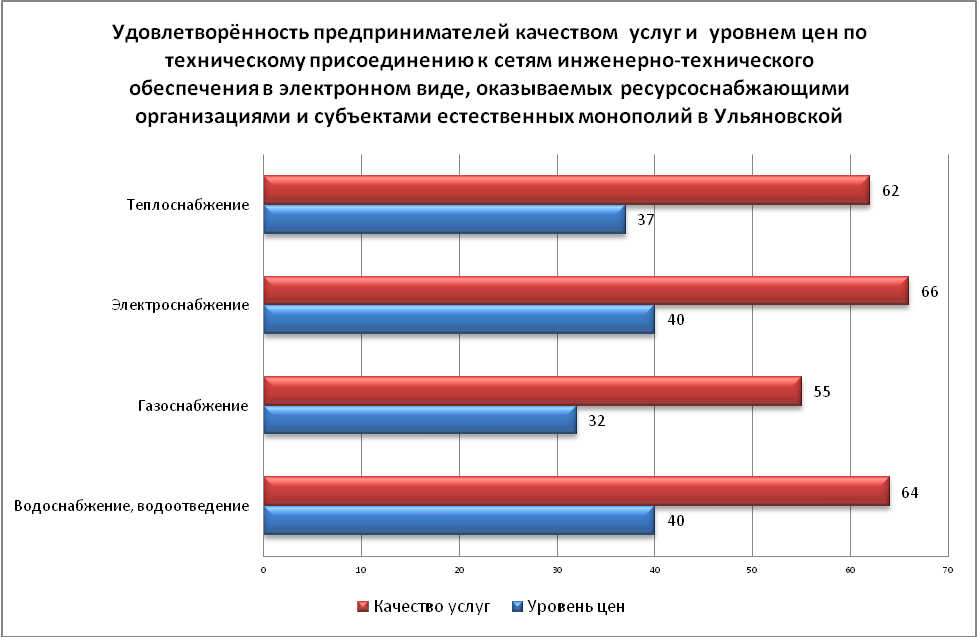 Удовлетворённость предпринимателей качеством услуг и уровнем цен по
техническому присоединению к сетям инженерно-технического
обеспечения в электронном виде, оказываемых ресурсоснабжающими
организациями и субъектами естественных монополий в Ульяновской
Теплоснабжение
62
37
Электроснабжение
66
40
Газоснабжение
55
32
Водоснабжение, водоотведение
64
40
0 10 20 30 40 50 60 70
Качество услуг Уровень цен